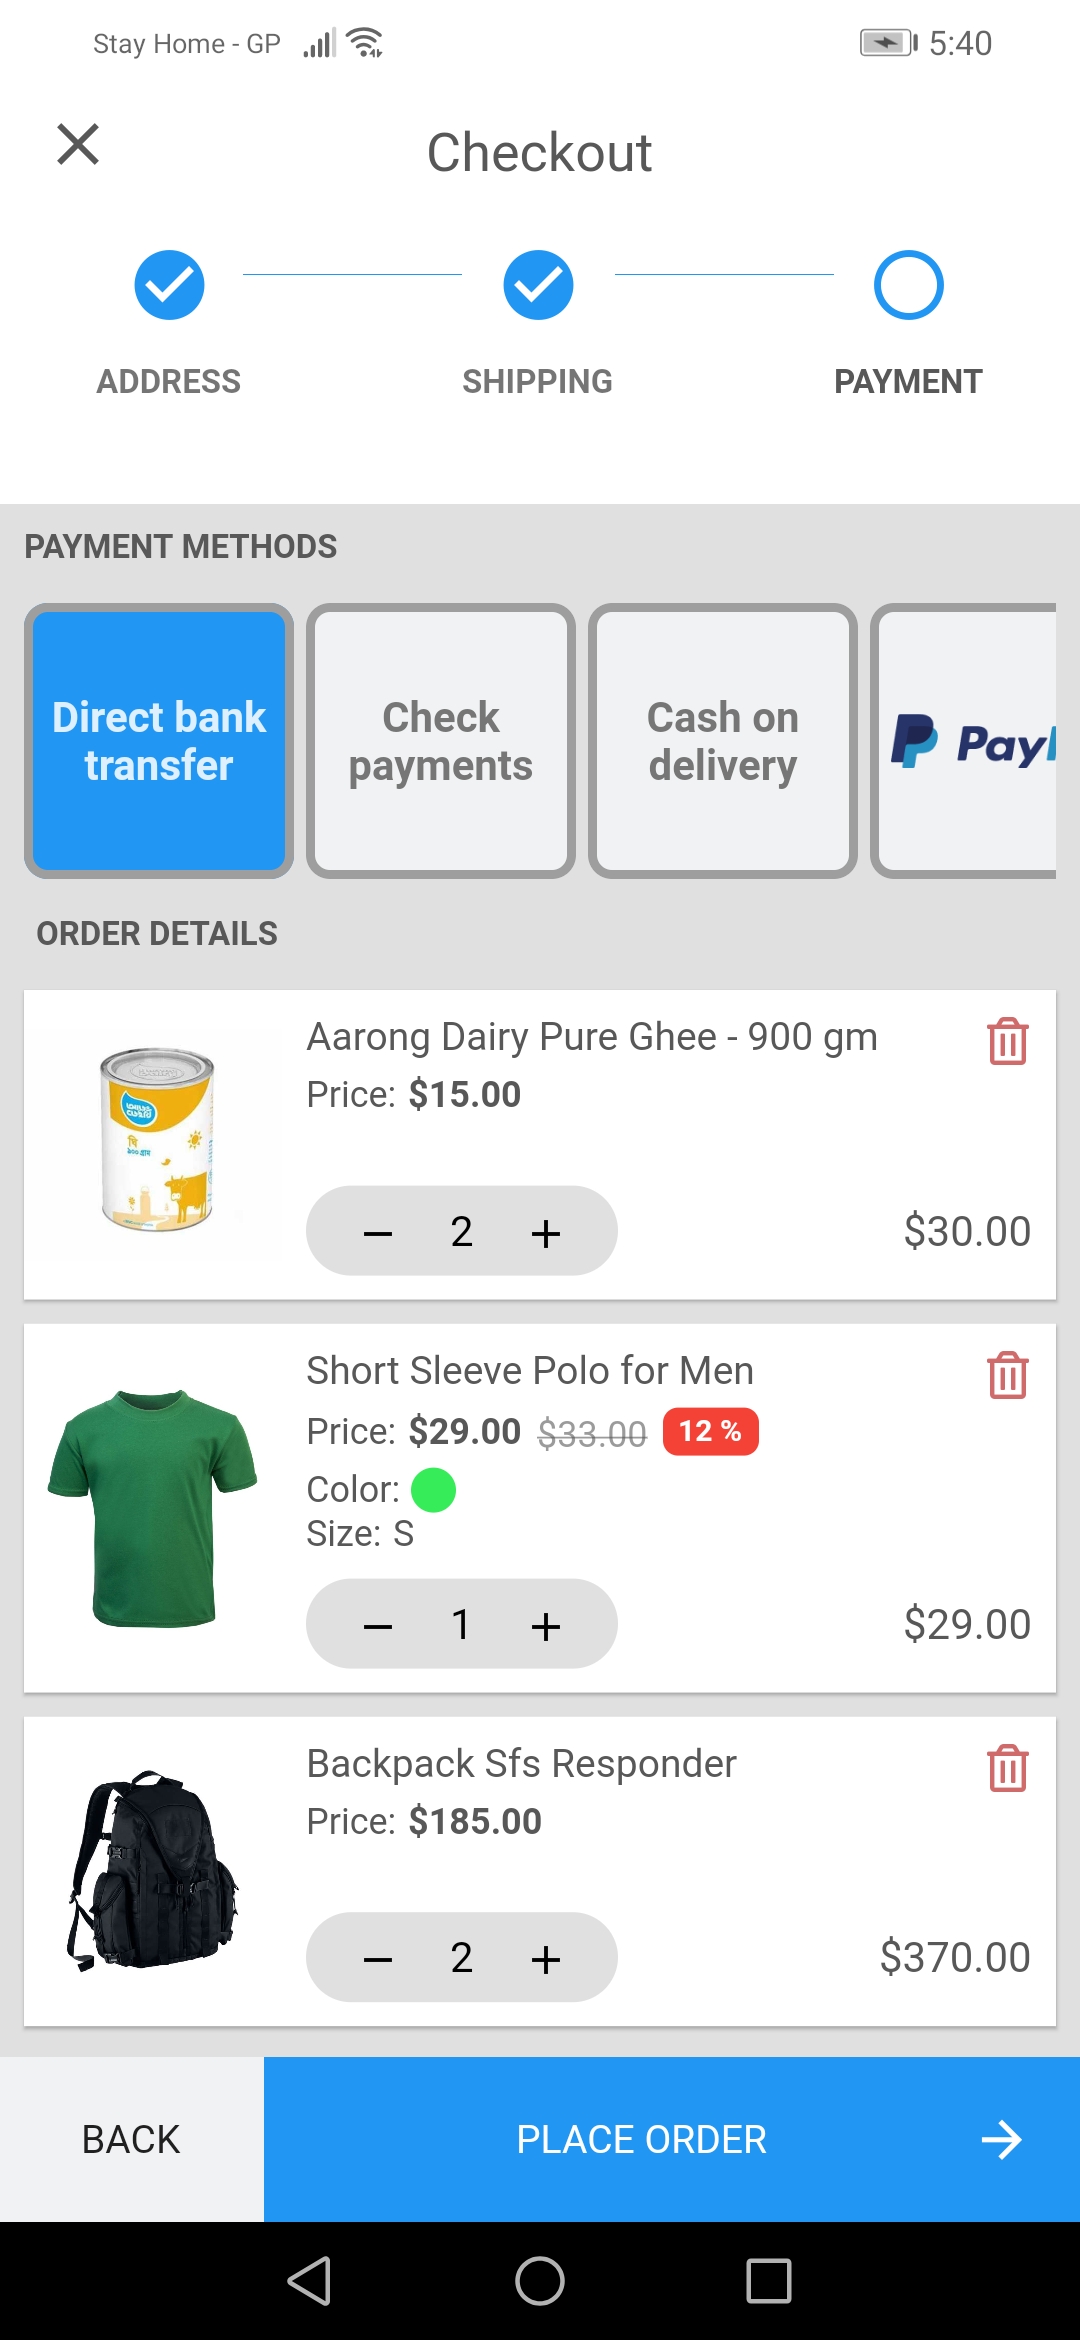 Stay Home - GP
5:40
Checkout
ADDRESS
SHIPPING
PAYMENT
PAYMENT METHODS
Direct bank
transfer
Check
payments
Cash on
delivery
Pay
ORDER DETAILS
Aarong Dairy Pure Ghee - 900 gm
Price: $15.00
ঘি
৯০০ গ্রাম
2
$30.00
Short Sleeve Polo for Men
Price: $29.00 $33.00 12 %
Color:
Size: S
1
$29.00
Backpack Sfs Responder
Price: $185.00
2
$370.00
BACK
PLACE ORDER